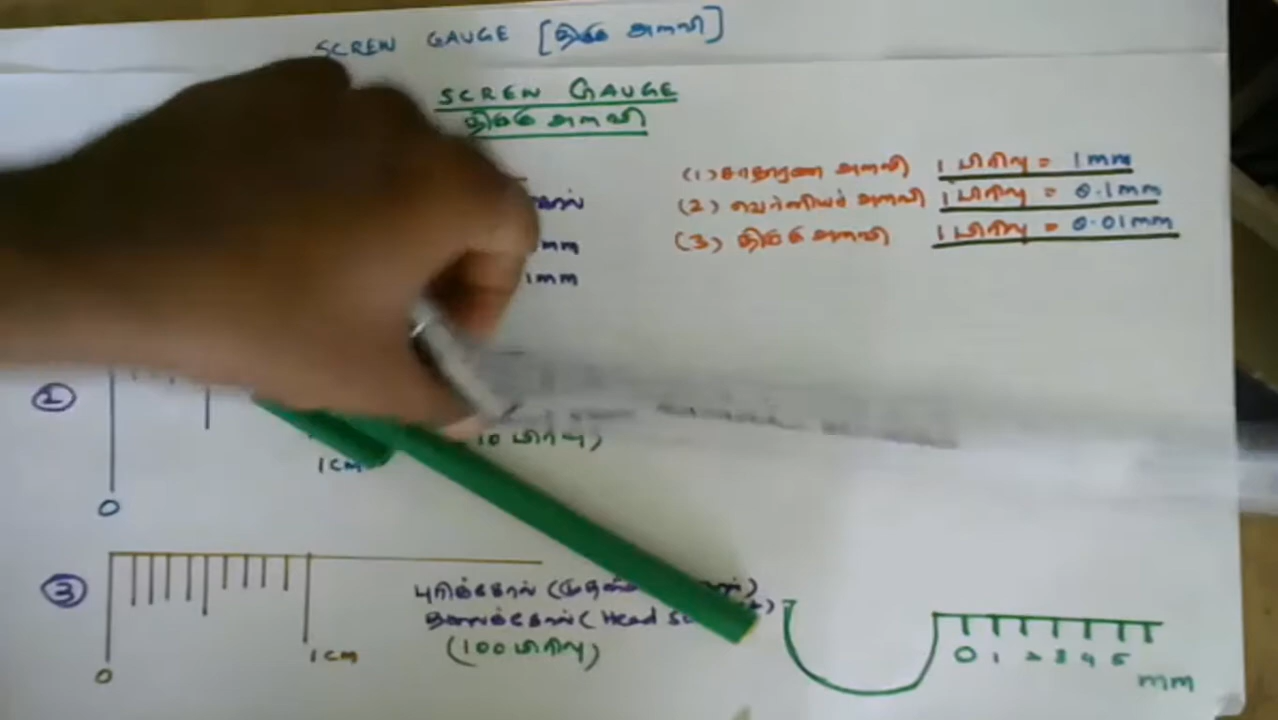 SCREW GAUGE [திருகு அளவி]
SCREW GAUGE
திருகு அளவி
(1) சாதாரண அளவி 1 பிரிவு = 1mm
(2) வெர்னியர் அளவி 1 பிரிவு = 0.1mm
(3) திருகு அளவி 1 பிரிவு = 0.01mm
mm
1mm
2
10 பிரிவு)
1cm
0
3
புரிக்கோல்
தலைக்கோல் (Head
(100 பிரிவு)
0
1cm
0 1 2 3 4 5
mm